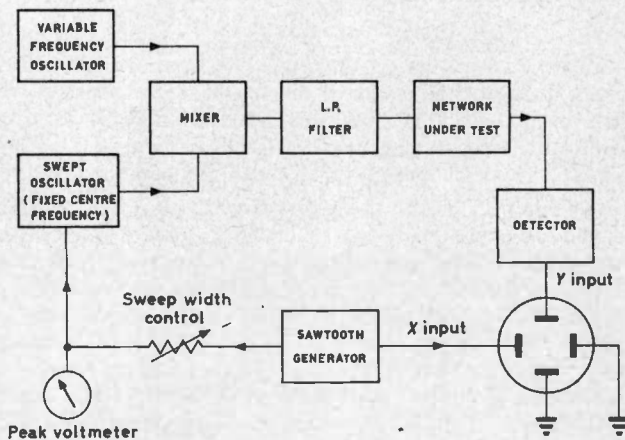 VARIABLE
FREQUENCY
OSCILLATOR
MIXER
L.P.
FILTER
NETWORK
UNDER TEST
SWEPT
OSCILLATOR
(FIXED CENTRE
FREQUENCY)
DETECTOR
Y input
Sweep width
control
SAWTOOTH
GENERATOR
X input
Peak voltmeter